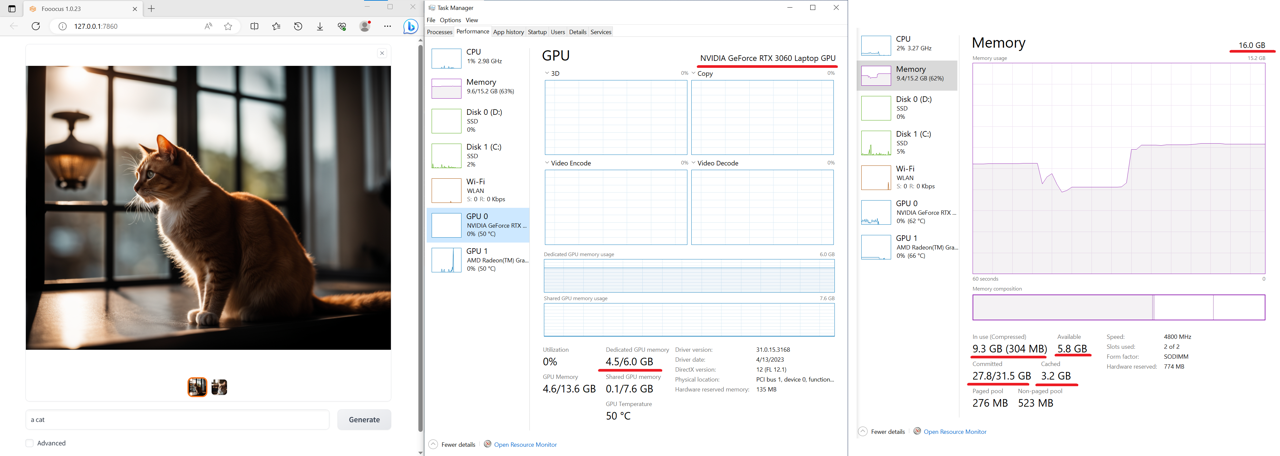 Fooocus 1.0.23
127.0.0.1:7860
a cat
Generate
Advanced
Task Manager
File Options View
Processes Performance App history Startup Users Details Services
CPU
1% 2.98 GHz
Memory
9.6/15.2 GB (63%)
Disk 0 (D:)
SSD
0%
Disk 1 (C:)
SSD
2%
Wi-Fi
WLAN
S: 0 R: 0 Kbps
GPU 0
NVIDIA GeForce RTX ...
0% (50 °C)
GPU 1
AMD Radeon(TM) Gra...
0% (50 °C)
GPU
NVIDIA GeForce RTX 3060 Laptop GPU
3D 0%
Copy 0%
Video Encode 0%
Video Decode 0%
Dedicated GPU memory usage 6.0 GB
Shared GPU memory usage 7.6 GB
Utilization
0%
Dedicated GPU memory
4.5/6.0 GB
GPU Memory
4.6/13.6 GB
Shared GPU memory
0.1/7.6 GB
GPU Temperature
50 °C
Driver version: 31.0.15.3168
Driver date: 4/13/2023
DirectX version: 12 (FL 12.1)
Physical location: PCI bus 1, device 0, function...
Hardware reserved memory: 135 MB
Fewer details
Open Resource Monitor
CPU
2% 3.27 GHz
Memory
9.4/15.2 GB (62%)
Disk 0 (D:)
SSD
0%
Disk 1 (C:)
SSD
5%
Wi-Fi
WLAN
S: 0 R: 0 Kbps
GPU 0
NVIDIA GeForce RTX ...
0% (62 °C)
GPU 1
AMD Radeon(TM) Gra...
0% (66 °C)
Memory
16.0 GB
Memory usage 15.2 GB
60 seconds 0
Memory composition
In use (Compressed)
9.3 GB (304 MB)
Available
5.8 GB
Committed
27.8/31.5 GB
Cached
3.2 GB
Paged pool
276 MB
Non-paged pool
523 MB
Speed: 4800 MHz
Slots used: 2 of 2
Form factor: SODIMM
Hardware reserved: 774 MB
Fewer details
Open Resource Monitor